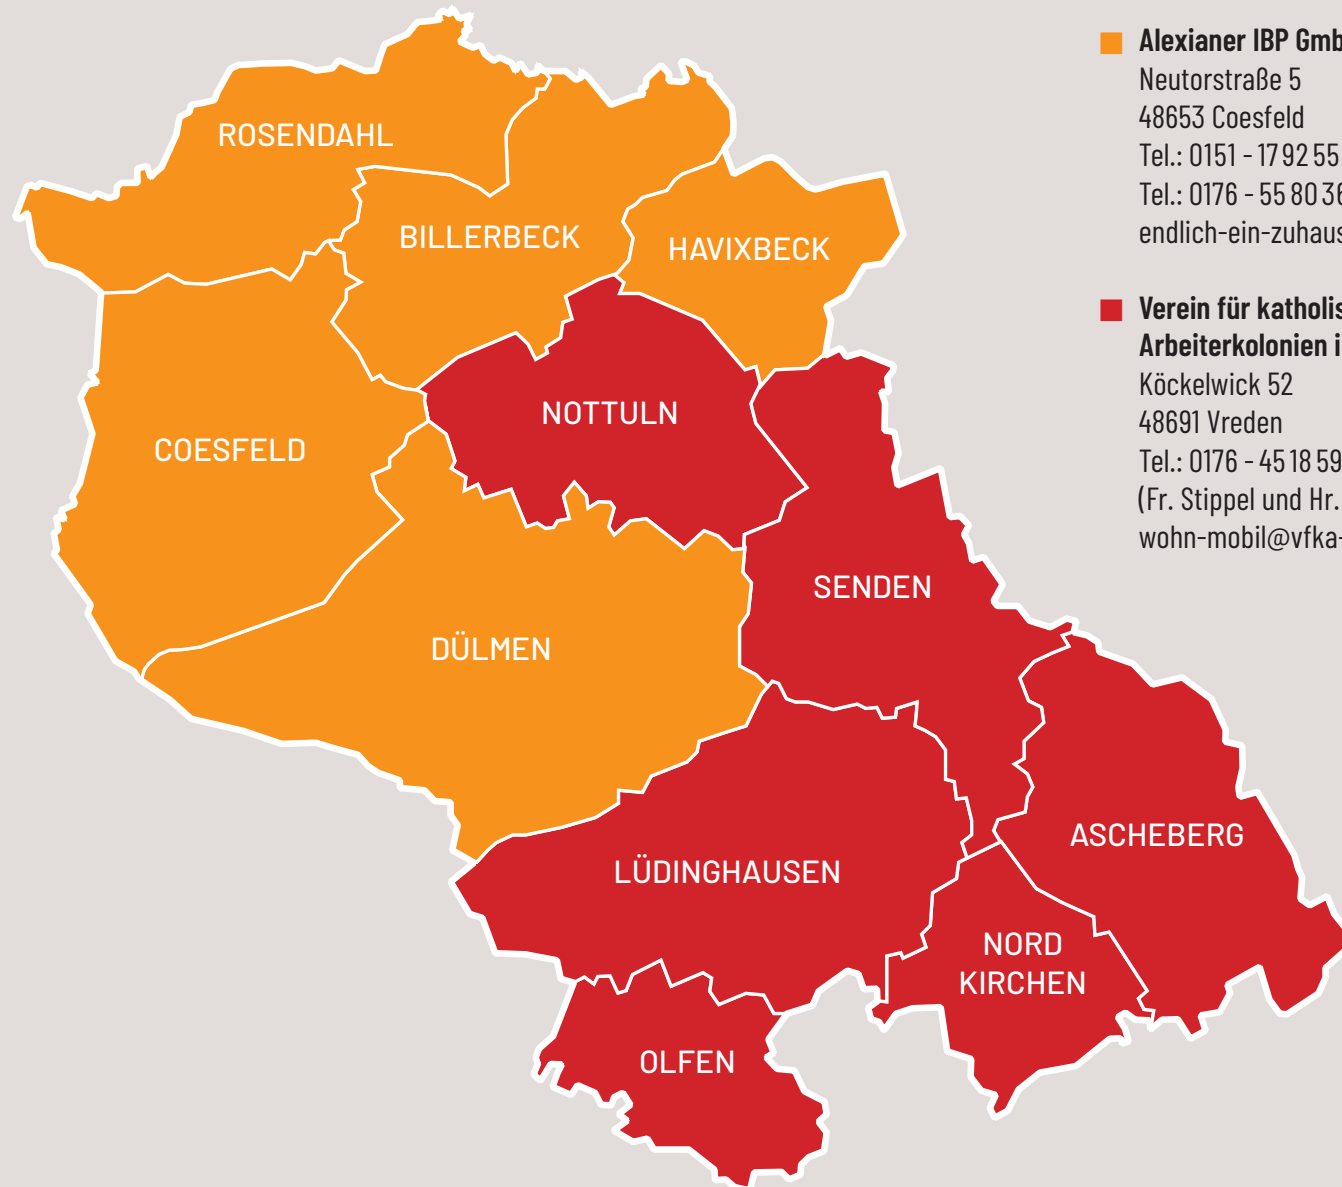 Alexianer IBP
Neutorstraße 5
48653 Coesfeld
Tel.: 0151 - 17 92 55
Tel.: 0176 - 55 80 36
endlich-ein-zuhaus
Verein für katholis
Arbeiterkolonien i
Köckelwick 52
48691 Vreden
Tel.: 0176 - 45 18 59
(Fr. Stippel und Hr.
wohn-mobil@vfka-
ROSENDAHL
BILLERBECK
HAVIXBECK
NOTTULN
COESFELD
SENDEN
DÜLMEN
ASCHEBERG
LÜDINGHAUSEN
NORD
KIRCHEN
OLFEN